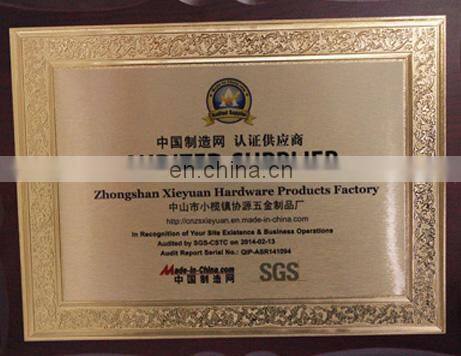 Audited Supplier
中国制造网 认证供应商
AUDITED SUPPLIER
en.china.cn
Zhongshan Xieyuan Hardware Products Factory
中山市小榄镇协源五金制品厂
http://cnzsxieyuan.en.made-in-china.com
In Recognition of Your Site Existence & Business Operations
Audited by SGS-CSTC on 2014-02-13
Audit Report Serial No.: QIP-ASR141094
Made-in-China.com SGS
中国制造网